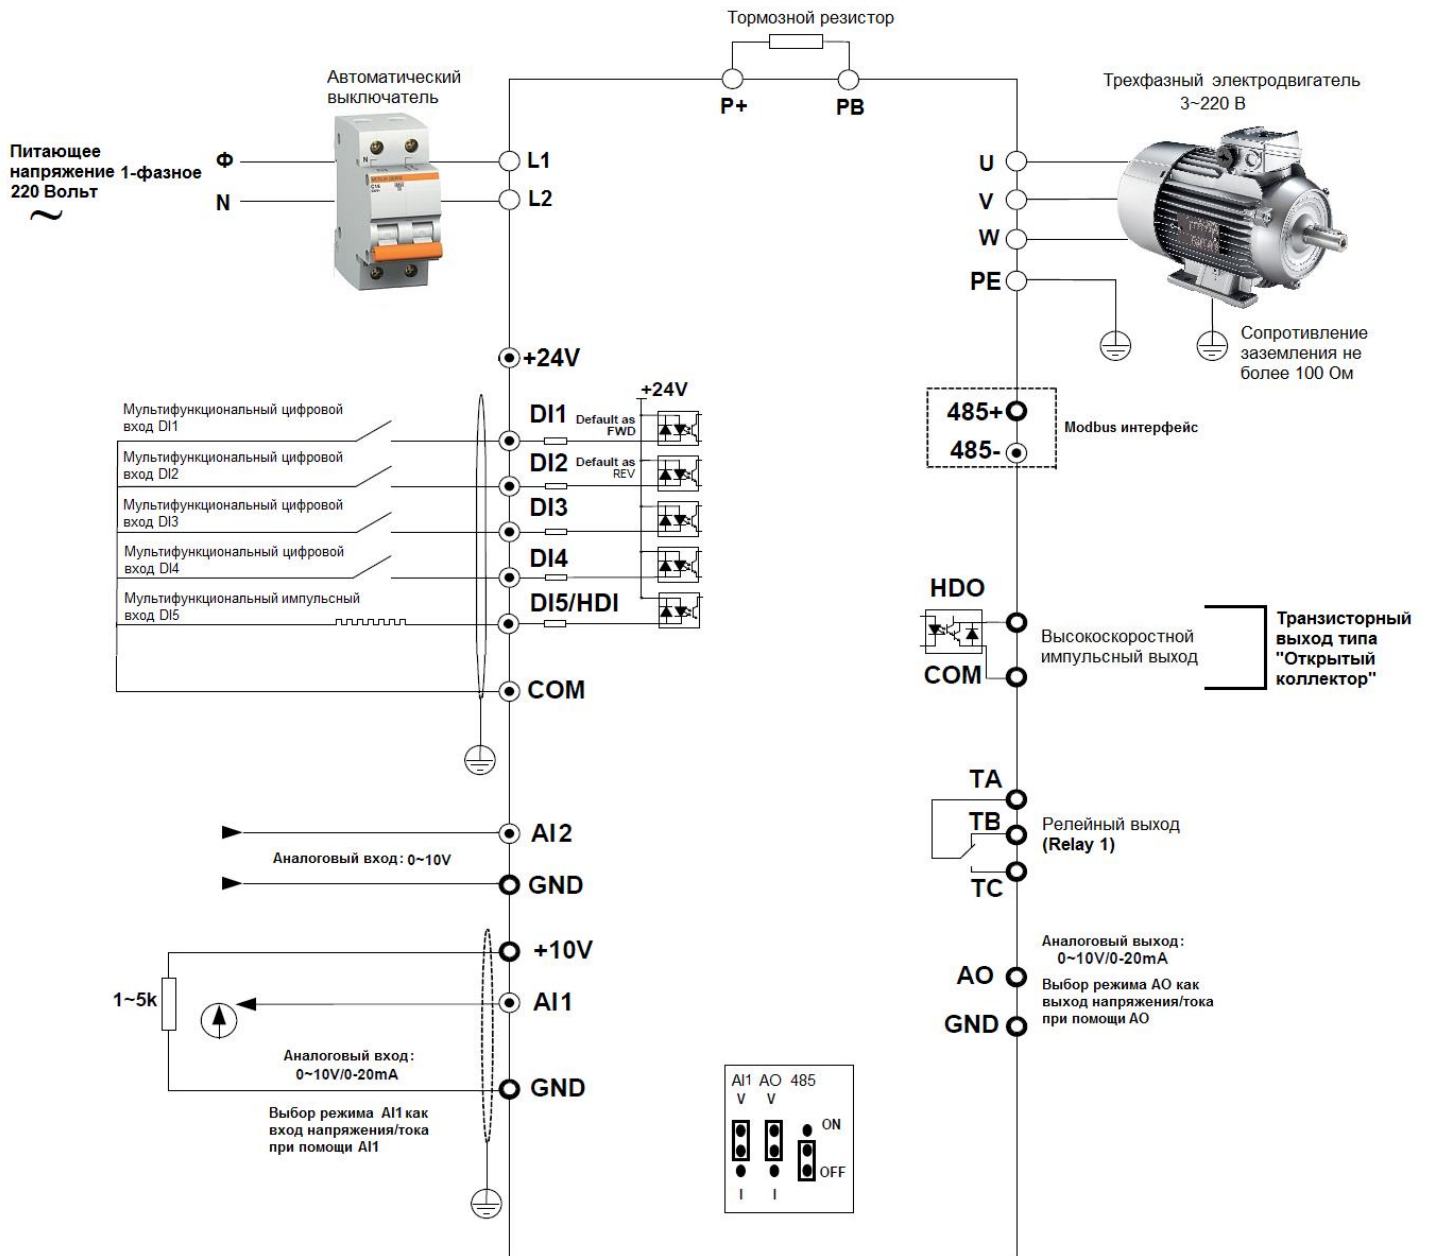 Тормозной резистор
P+
PB
Автоматический
выключатель
Трехфазный электродвигатель
3~220 В
Питающее
напряжение 1-фазное
220 Вольт
~
Ф
N
L1
L2
N
C16
U
V
W
PE
Сопротивление
заземления не
более 100 Ом
+24V
+24V
Мультифункциональный цифровой
вход DI1
DI1 Default as
FWD
Мультифункциональный цифровой
вход DI2
DI2 Default as
REV
Мультифункциональный цифровой
вход DI3
DI3
Мультифункциональный цифровой
вход DI4
DI4
Мультифункциональный импульсный
вход DI5
DI5/HDI
COM
485+
485-
Modbus интерфейс
HDO
COM
Высокоскоростной
импульсный выход
Транзисторный
выход типа
"Открытый
коллектор"
TA
TB
TC
Релейный выход
(Relay 1)
AI2
Аналоговый вход: 0~10V
GND
+10V
1~5k
AI1
Аналоговый вход:
0~10V/0-20mA
GND
Выбор режима AI1 как
вход напряжения/тока
при помощи AI1
Аналоговый выход:
0~10V/0-20mA
AO
Выбор режима AO как
выход напряжения/тока
при помощи AO
GND
AI1 AO 485
V V
ON
OFF
I I